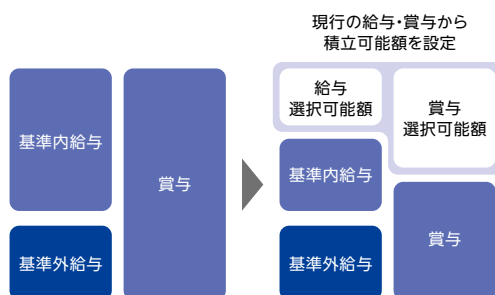 現行の給与・賞与から
積立可能額を設定
基準内給与
基準外給与
賞与
給与
選択可能額
賞与
選択可能額
基準内給与
基準外給与
賞与